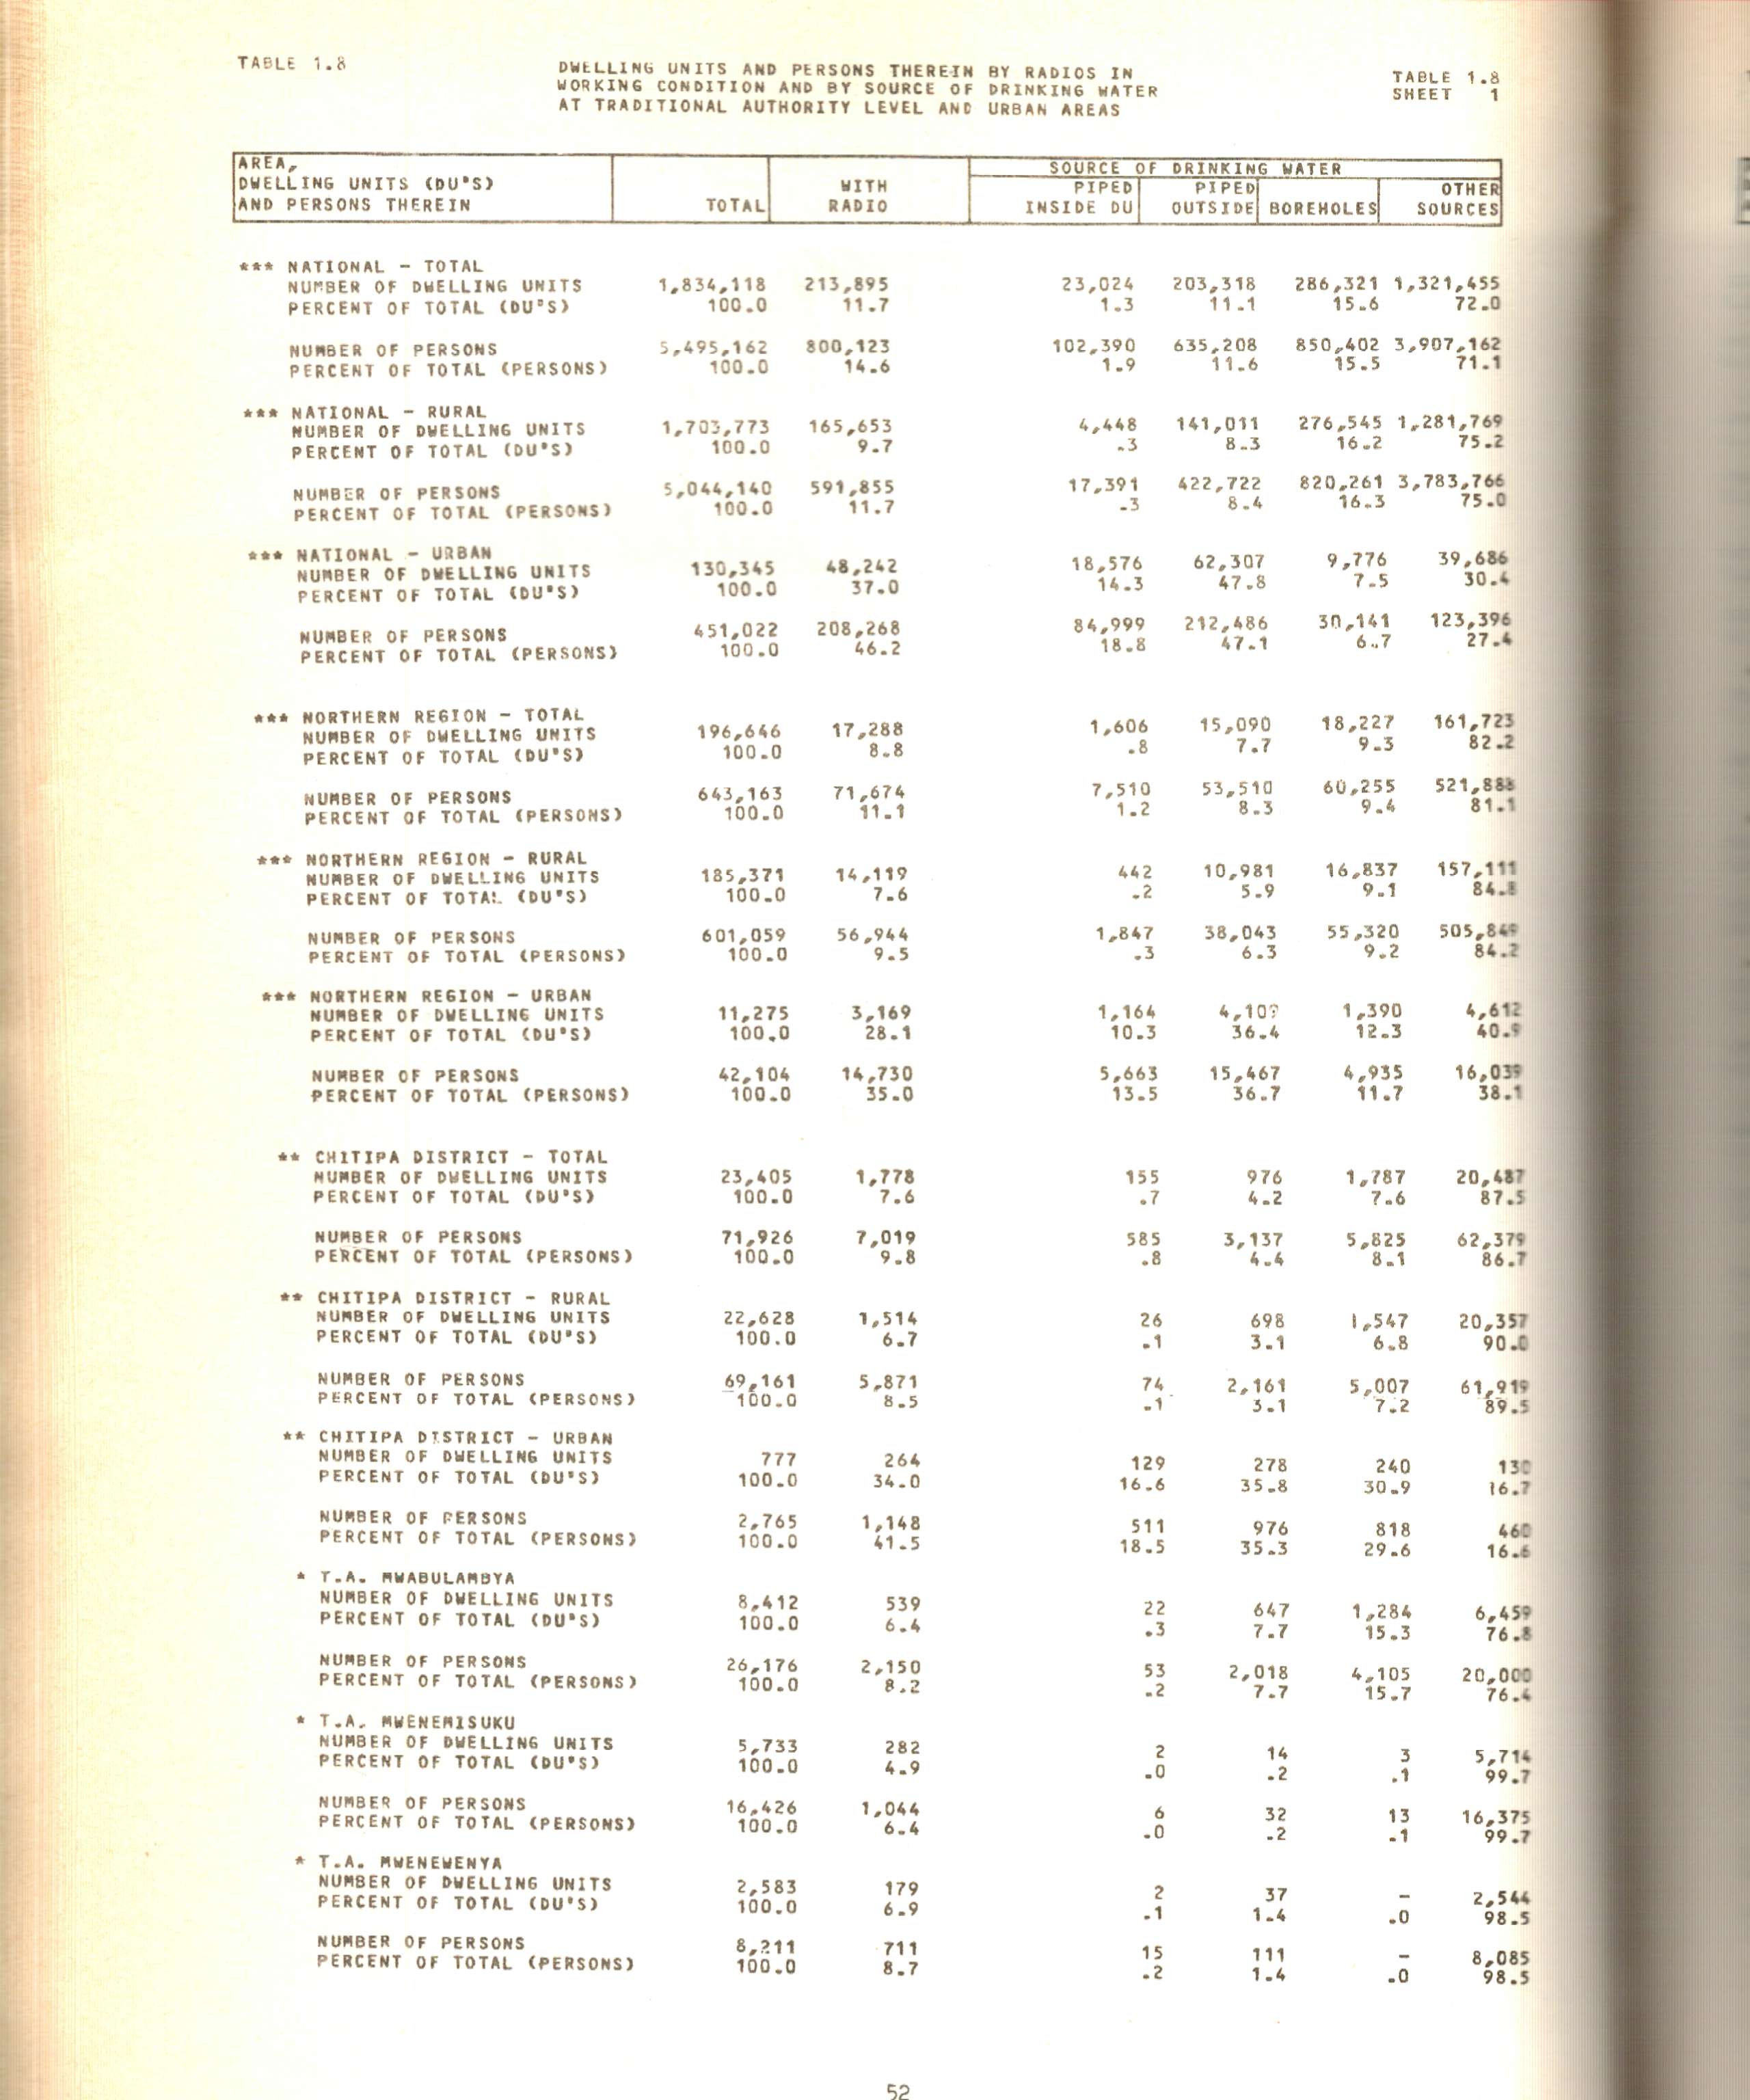 TABLE 1.8
DWELLING UNITS AND PERSONS THEREIN BY RADIOS IN
WORKING CONDITION AND BY SOURCE OF DRINKING WATER
AT TRADITIONAL AUTHORITY LEVEL AND URBAN AREAS
TABLE 1.8
SHEET 1
AREA, SOURCE OF DRINKING WATER
DWELLING UNITS (DU'S) WITH PIPED PIPED OTHER
AND PERSONS THEREIN TOTAL RADIO INSIDE DU OUTSIDE BOREHOLES SOURCES
*** NATIONAL - TOTAL
NUMBER OF DWELLING UNITS 1,834,118 213,895 23,024 203,318 286,321 1,321,455
PERCENT OF TOTAL (DU'S) 100.0 11.7 1.3 11.1 15.6 72.0
NUMBER OF PERSONS 5,495,162 800,123 102,390 635,208 850,402 3,907,162
PERCENT OF TOTAL (PERSONS) 100.0 14.6 1.9 11.6 15.5 71.1
*** NATIONAL - RURAL
NUMBER OF DWELLING UNITS 1,703,773 165,653 4,448 141,011 276,545 1,281,769
PERCENT OF TOTAL (DU'S) 100.0 9.7 .3 8.3 16.2 75.2
NUMBER OF PERSONS 5,044,140 591,855 17,391 422,722 820,261 3,783,766
PERCENT OF TOTAL (PERSONS) 100.0 11.7 .3 8.4 16.3 75.0
*** NATIONAL - URBAN
NUMBER OF DWELLING UNITS 130,345 48,242 18,576 62,307 9,776 39,686
PERCENT OF TOTAL (DU'S) 100.0 37.0 14.3 47.8 7.5 30.4
NUMBER OF PERSONS 451,022 208,268 84,999 212,486 30,141 123,396
PERCENT OF TOTAL (PERSONS) 100.0 46.2 18.8 47.1 6.7 27.4
*** NORTHERN REGION - TOTAL
NUMBER OF DWELLING UNITS 196,646 17,288 1,606 15,090 18,227 161,723
PERCENT OF TOTAL (DU'S) 100.0 8.8 .8 7.7 9.3 82.2
NUMBER OF PERSONS 643,163 71,674 7,510 53,510 60,255 521,888
PERCENT OF TOTAL (PERSONS) 100.0 11.1 1.2 8.3 9.4 81.1
*** NORTHERN REGION - RURAL
NUMBER OF DWELLING UNITS 185,371 14,119 442 10,981 16,837 157,111
PERCENT OF TOTAL (DU'S) 100.0 7.6 .2 5.9 9.1 84.8
NUMBER OF PERSONS 601,059 56,944 1,847 38,043 55,320 505,849
PERCENT OF TOTAL (PERSONS) 100.0 9.5 .3 6.3 9.2 84.2
*** NORTHERN REGION - URBAN
NUMBER OF DWELLING UNITS 11,275 3,169 1,164 4,109 1,390 4,612
PERCENT OF TOTAL (DU'S) 100.0 28.1 10.3 36.4 12.3 40.9
NUMBER OF PERSONS 42,104 14,730 5,663 15,467 4,935 16,039
PERCENT OF TOTAL (PERSONS) 100.0 35.0 13.5 36.7 11.7 38.1
** CHITIPA DISTRICT - TOTAL
NUMBER OF DWELLING UNITS 23,405 1,778 155 976 1,787 20,487
PERCENT OF TOTAL (DU'S) 100.0 7.6 .7 4.2 7.6 87.5
NUMBER OF PERSONS 71,926 7,019 585 3,137 5,825 62,379
PERCENT OF TOTAL (PERSONS) 100.0 9.8 .8 4.4 8.1 86.7
** CHITIPA DISTRICT - RURAL
NUMBER OF DWELLING UNITS 22,628 1,514 26 698 1,547 20,357
PERCENT OF TOTAL (DU'S) 100.0 6.7 .1 3.1 6.8 90.0
NUMBER OF PERSONS 69,161 5,871 74 2,161 5,007 61,919
PERCENT OF TOTAL (PERSONS) 100.0 8.5 .1 3.1 7.2 89.5
** CHITIPA DISTRICT - URBAN
NUMBER OF DWELLING UNITS 777 264 129 278 240 130
PERCENT OF TOTAL (DU'S) 100.0 34.0 16.6 35.8 30.9 16.7
NUMBER OF PERSONS 2,765 1,148 511 976 818 460
PERCENT OF TOTAL (PERSONS) 100.0 41.5 18.5 35.3 29.6 16.6
* T.A. MWABULAMBYA
NUMBER OF DWELLING UNITS 8,412 539 22 647 1,284 6,459
PERCENT OF TOTAL (DU'S) 100.0 6.4 .3 7.7 15.3 76.8
NUMBER OF PERSONS 26,176 2,150 53 2,018 4,105 20,000
PERCENT OF TOTAL (PERSONS) 100.0 8.2 .2 7.7 15.7 76.4
* T.A. MWENEMISUKU
NUMBER OF DWELLING UNITS 5,733 282 2 14 3 5,714
PERCENT OF TOTAL (DU'S) 100.0 4.9 .0 .2 .1 99.7
NUMBER OF PERSONS 16,426 1,044 6 32 13 16,375
PERCENT OF TOTAL (PERSONS) 100.0 6.4 .0 .2 .1 99.7
* T.A. MWENEWENYA
NUMBER OF DWELLING UNITS 2,583 179 2 37 - 2,544
PERCENT OF TOTAL (DU'S) 100.0 6.9 .1 1.4 .0 98.5
NUMBER OF PERSONS 8,211 711 15 111 - 8,085
PERCENT OF TOTAL (PERSONS) 100.0 8.7 .2 1.4 .0 98.5
52